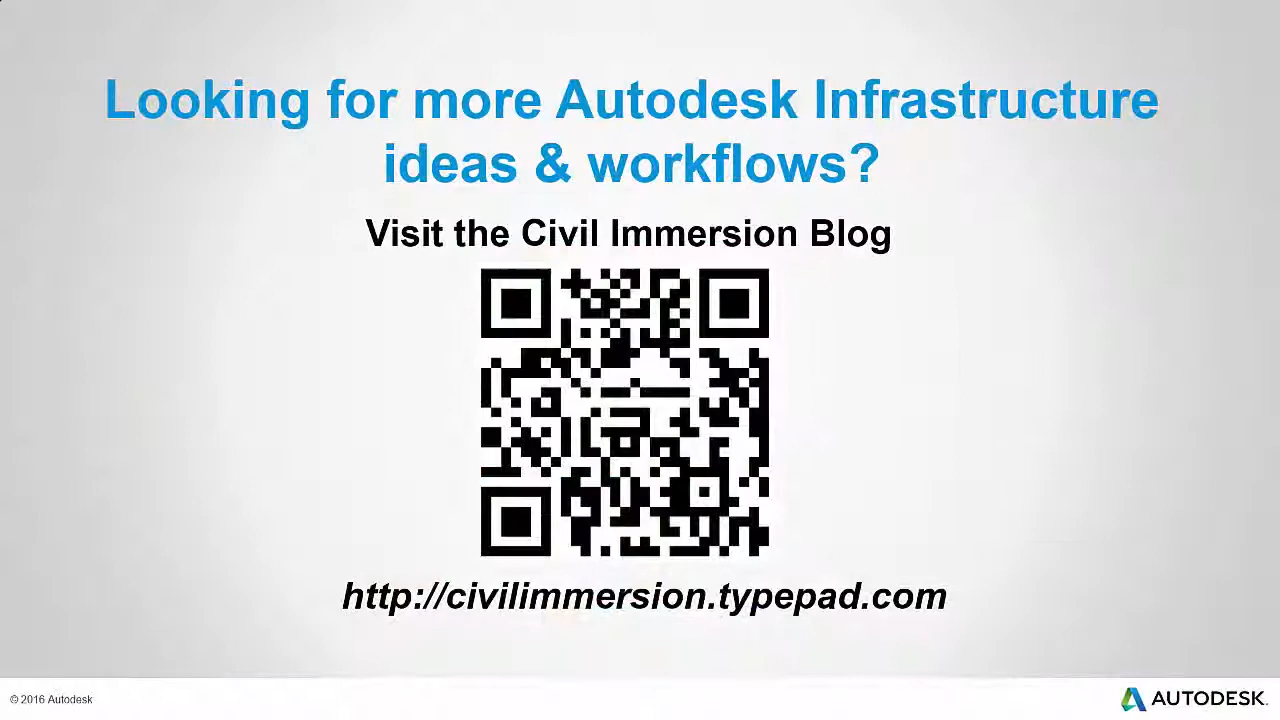 Looking for more Autodesk Infrastructure
ideas & workflows?
Visit the Civil Immersion Blog
http://civilimmersion.typepad.com
© 2016 Autodesk
AUTODESK.